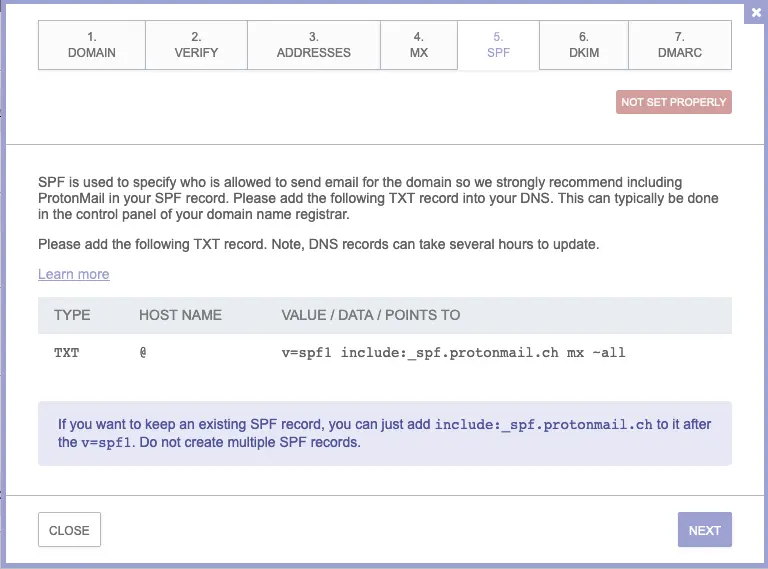 ×
1.
DOMAIN
2.
VERIFY
3.
ADDRESSES
4.
MX
5.
SPF
6.
DKIM
7.
DMARC
NOT SET PROPERLY
SPF is used to specify who is allowed to send email for the domain so we strongly recommend including
ProtonMail in your SPF record. Please add the following TXT record into your DNS. This can typically be done
in the control panel of your domain name registrar.
Please add the following TXT record. Note, DNS records can take several hours to update.
Learn more
TYPE HOST NAME VALUE / DATA / POINTS TO
TXT @ v=spf1 include:_spf.protonmail.ch mx ~all
If you want to keep an existing SPF record, you can just add include:_spf.protonmail.ch to it after
the v=spf1. Do not create multiple SPF records.
CLOSE NEXT